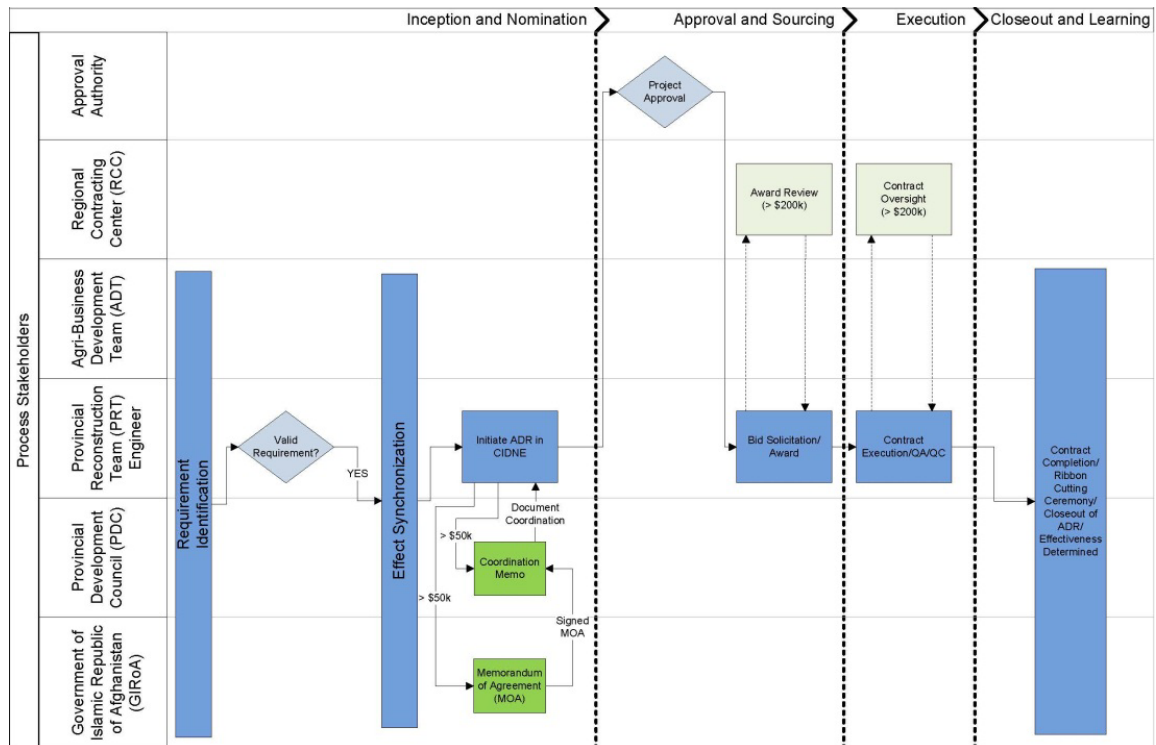 Inception and Nomination
Approval and Sourcing
Execution
Closeout and Learning
Process Stakeholders
Approval
Authority
Project
Approval
Regional
Contracting
Center (RCC)
Award Review
(> $200k)
Contract
Oversight
(> $200k)
Agri-Business
Development
Team (ADT)
Provincial
Reconstruction
Team (PRT)
Engineer
Requirement
Identification
Valid
Requirement?
YES
Effect Synchronization
Initiate ADR in
CIDNE
Bid Solicitation/
Award
Contract
Execution/QA/QC
Contract
Completion/
Ribbon
Cutting
Ceremony/
Closeout of
ADR/
Effectiveness
Determined
Provincial
Development
Council (PDC)
Document
Coordination
> $50k
Coordination
Memo
> $50k
Signed
MOA
Government of
Islamic Republic
of Afghanistan
(GIRoA)
Memorandum
of Agreement
(MOA)